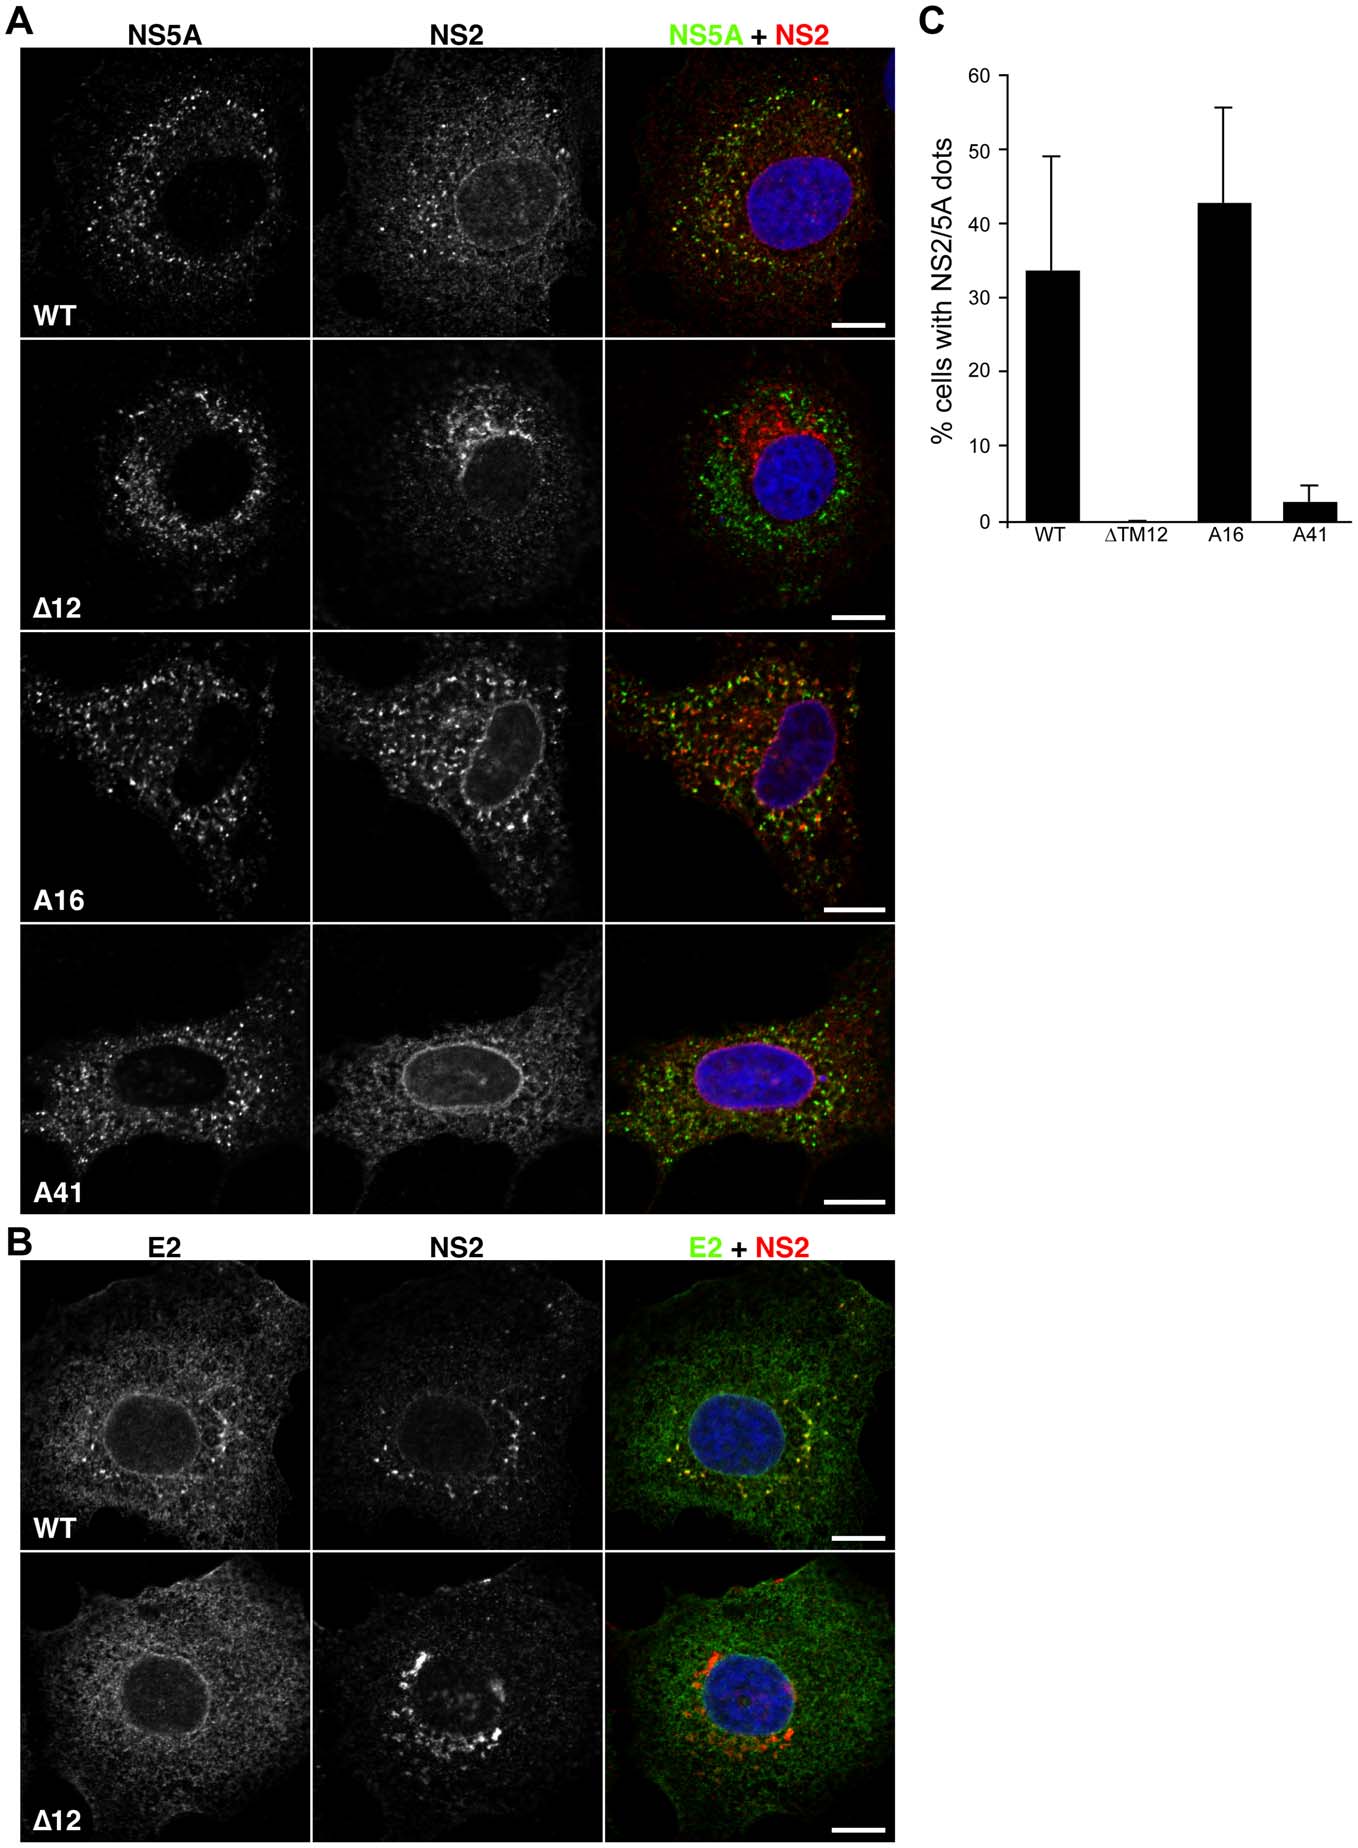 A
NS5A NS2 NS5A + NS2
WT
Δ12
A16
A41
B
E2 NS2 E2 + NS2
WT
Δ12
C
% cells with NS2/5A dots
60
50
40
30
20
10
0
WT ΔTM12 A16 A41